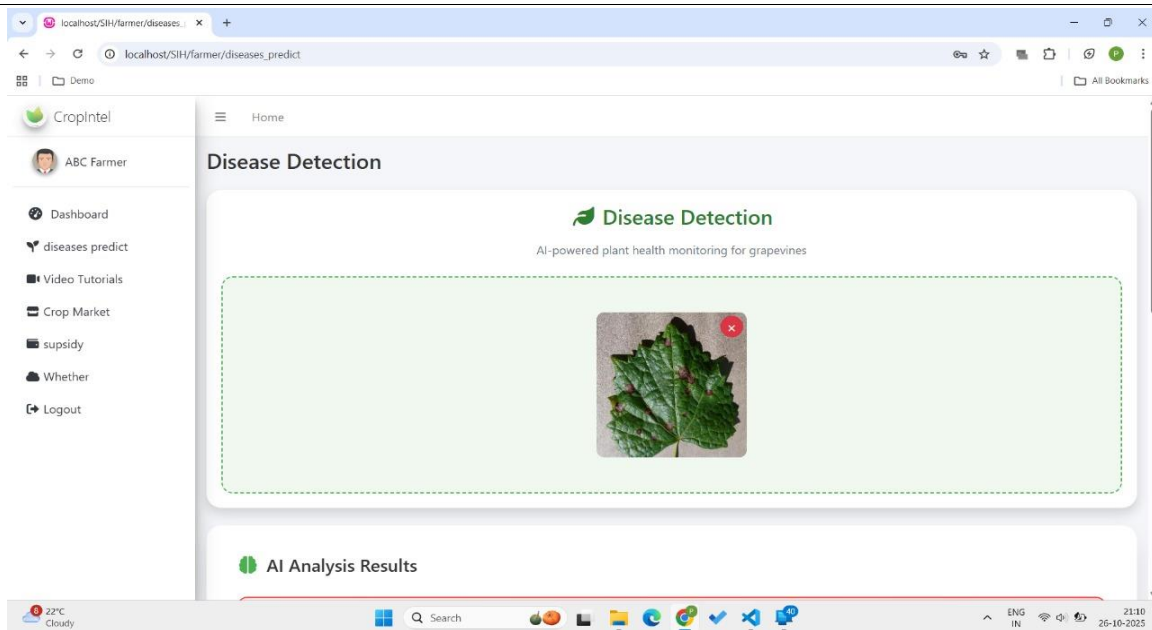 localhost/SIH/farmer/diseases_
localhost/SIH/farmer/diseases_predict
Demo
All Bookmarks
CropIntel
Home
ABC Farmer
Disease Detection
Dashboard
diseases predict
Video Tutorials
Crop Market
supsidy
Whether
Logout
Disease Detection
AI-powered plant health monitoring for grapevines
AI Analysis Results
8
22°C
Cloudy
Search
P
40
ENG
IN
21:10
26-10-2025